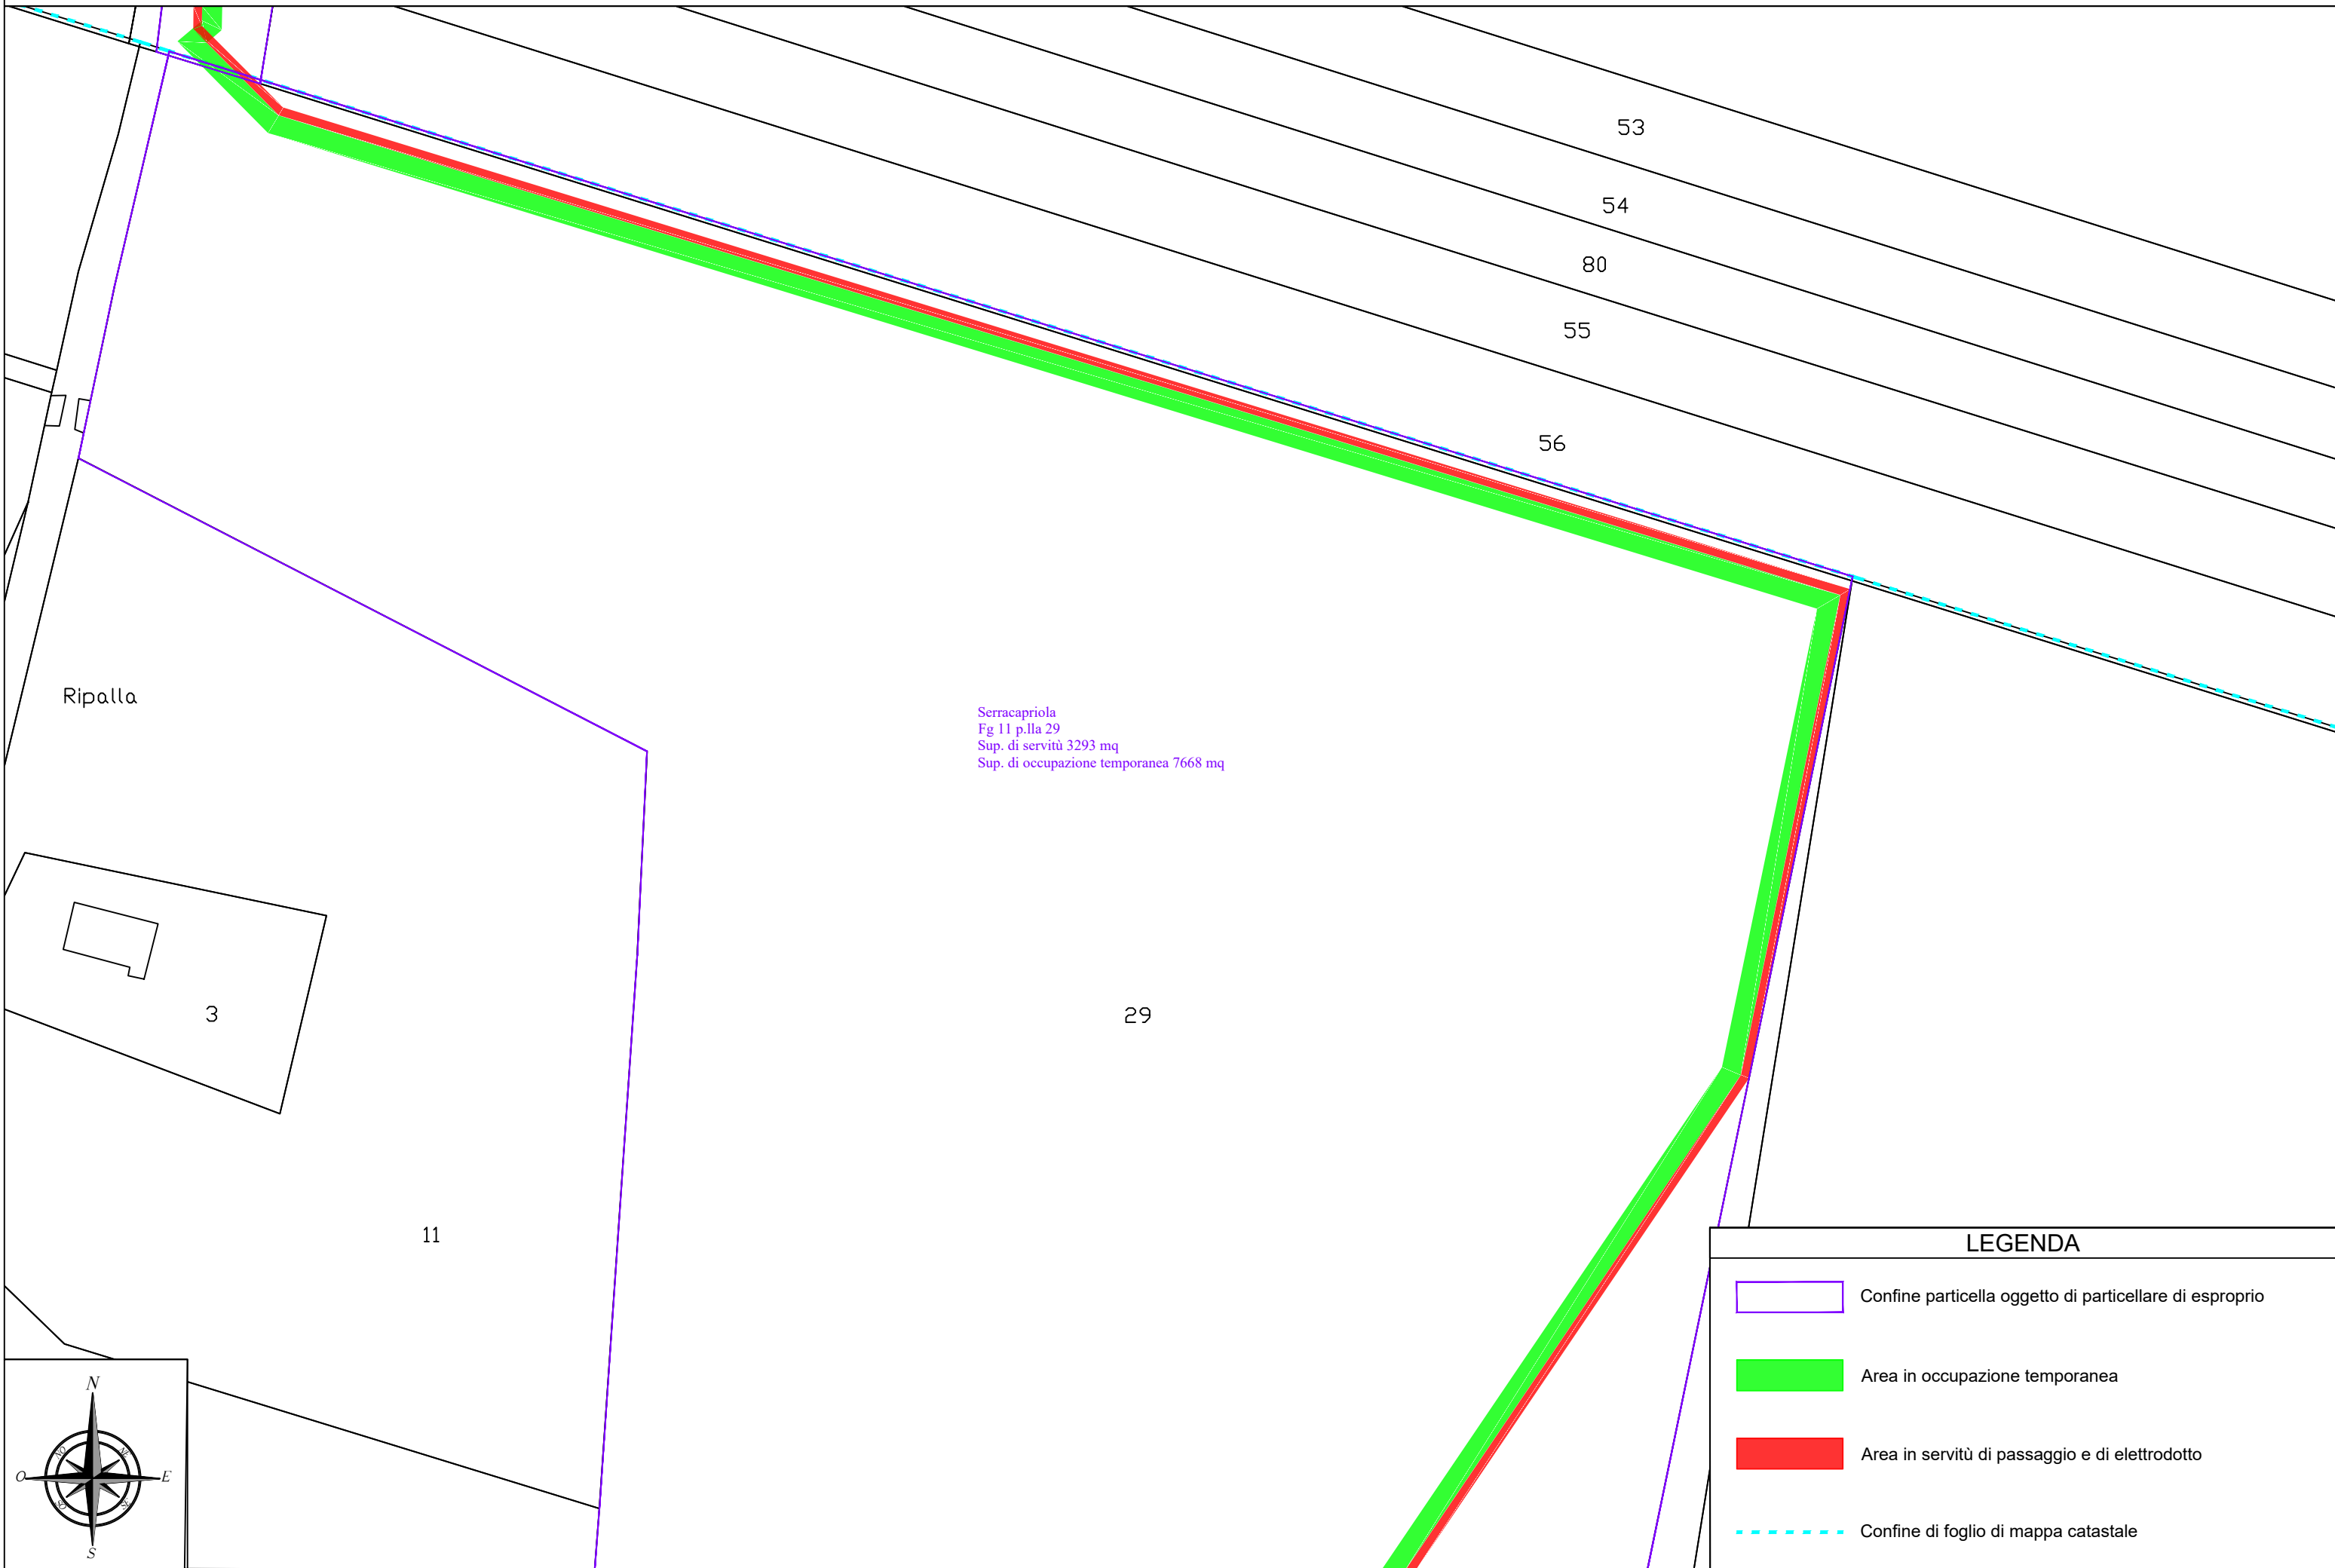 53
54
80
55
56
Ripalla
Serracapriola
Fg 11 p.lla 29
Sup. di servitù 3293 mq
Sup. di occupazione temporanea 7668 mq
3
29
11
LEGENDA
Confine particella oggetto di particellare di esproprio
Area in occupazione temporanea
Area in servitù di passaggio e di elettrodotto
Confine di foglio di mappa catastale
N
NO
O
E
S